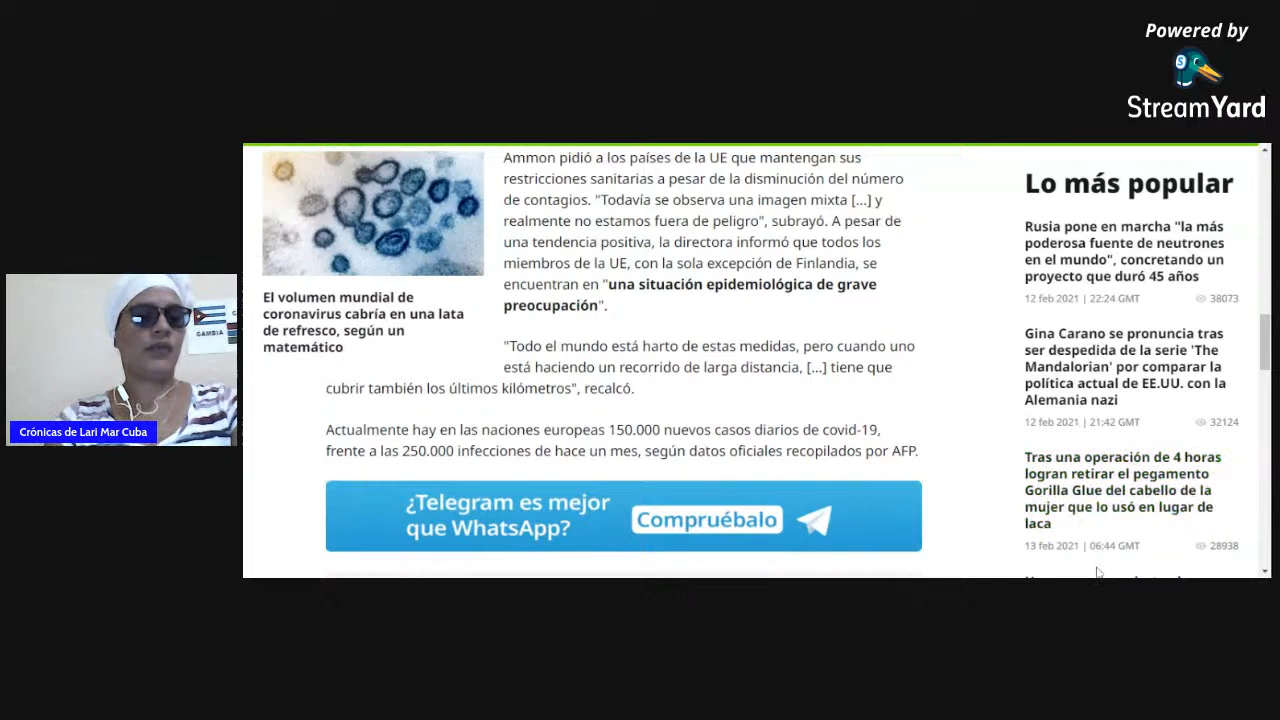 Powered by
StreamYard
Ammon pidió a los países de la UE que mantengan sus
restricciones sanitarias a pesar de la disminución del número
de contagios. "Todavía se observa una imagen mixta [...] y
realmente no estamos fuera de peligro", subrayó. A pesar de
una tendencia positiva, la directora informó que todos los
miembros de la UE, con la sola excepción de Finlandia, se
encuentran en "una situación epidemiológica de grave
preocupación".
El volumen mundial de
coronavirus cabría en una lata
de refresco, según un
matemático
"Todo el mundo está harto de estas medidas, pero cuando uno
está haciendo un recorrido de larga distancia, [...] tiene que
cubrir también los últimos kilómetros", recalcó.
Actualmente hay en las naciones europeas 150.000 nuevos casos diarios de covid-19,
frente a las 250.000 infecciones de hace un mes, según datos oficiales recopilados por AFP.
¿Telegram es mejor
que WhatsApp?
Compruébalo
Lo más popular
Rusia pone en marcha "la más
poderosa fuente de neutrones
en el mundo", concretando un
proyecto que duró 45 años
12 feb 2021 | 22:24 GMT 38073
Gina Carano se pronuncia tras
ser despedida de la serie 'The
Mandalorian' por comparar la
política actual de EE.UU. con la
Alemania nazi
12 feb 2021 | 21:42 GMT 32124
Tras una operación de 4 horas
logran retirar el pegamento
Gorilla Glue del cabello de la
mujer que lo usó en lugar de
laca
13 feb 2021 | 06:44 GMT 28938
GAMBIA
Crónicas de Lari Mar Cuba